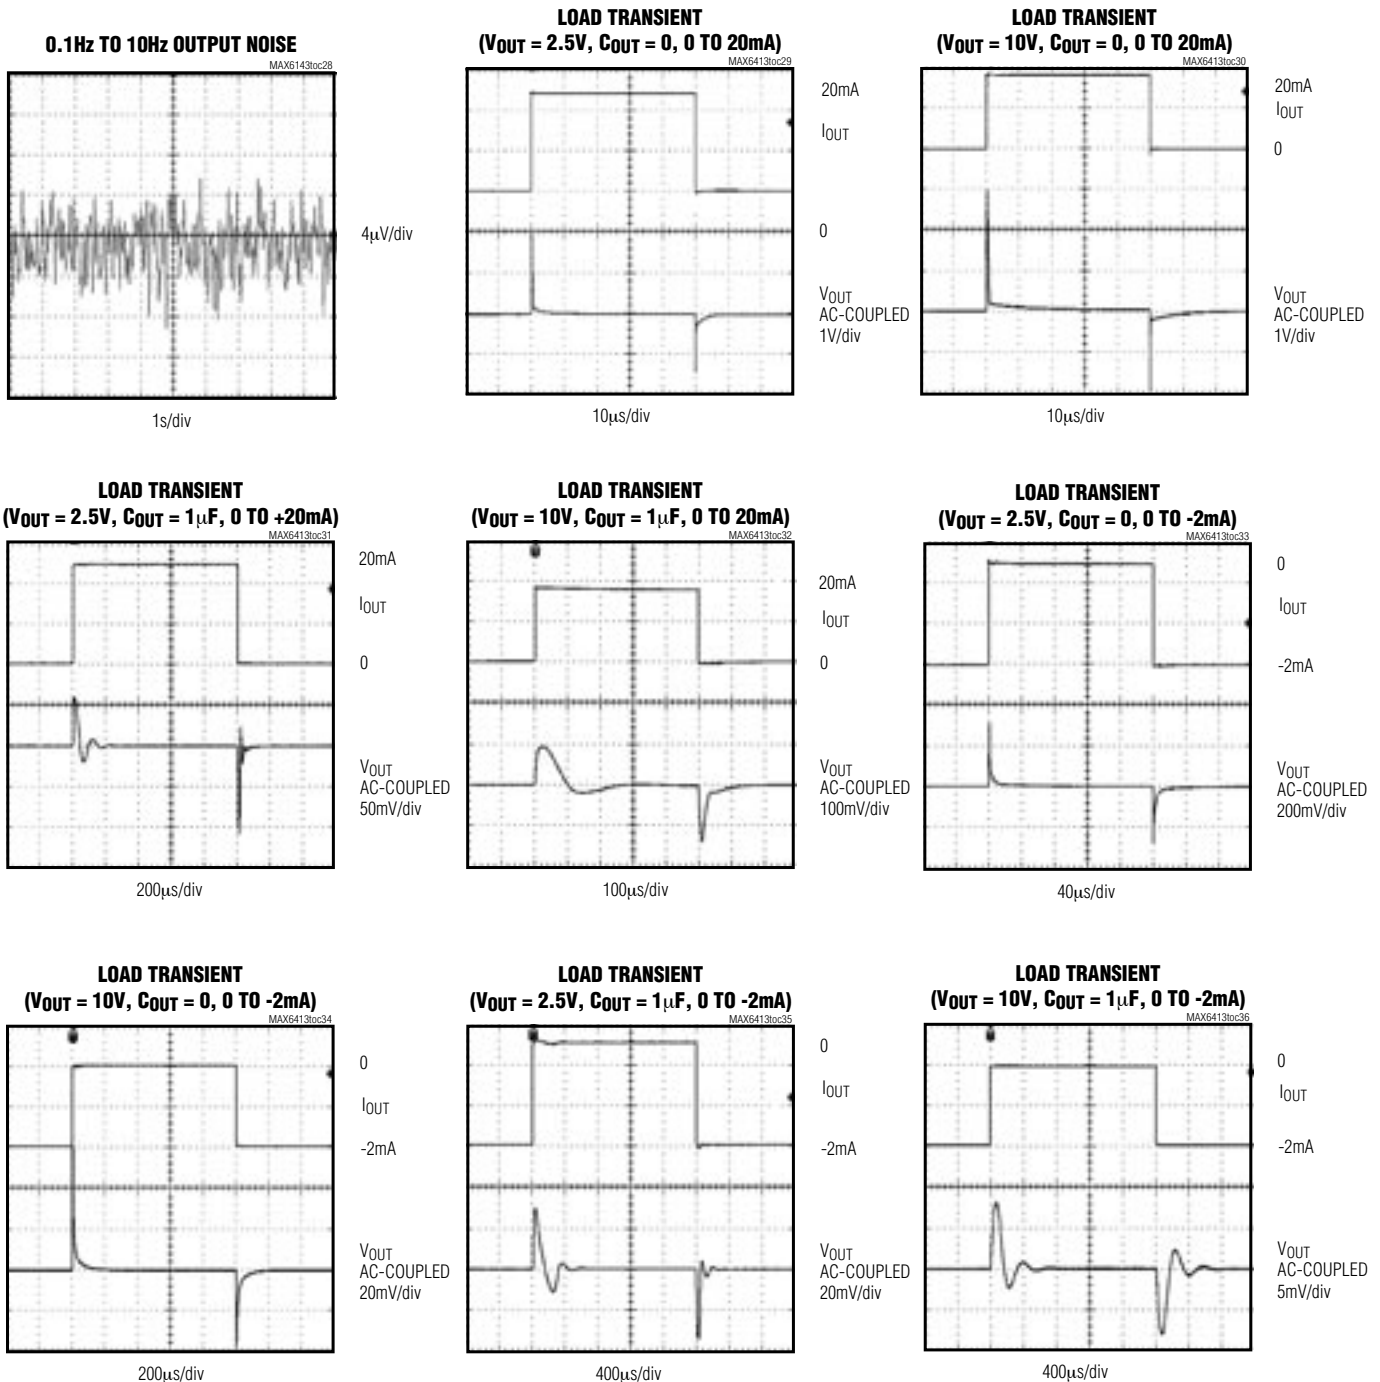 0.1Hz TO 10Hz OUTPUT NOISE
MAX6143toc28
4μV/div
1s/div
LOAD TRANSIENT
(VOUT = 2.5V, COUT = 0, 0 TO 20mA)
MAX6413toc29
20mA
IOUT
0
VOUT
AC-COUPLED
1V/div
10μs/div
LOAD TRANSIENT
(VOUT = 10V, COUT = 0, 0 TO 20mA)
MAX6413toc30
20mA
IOUT
0
VOUT
AC-COUPLED
1V/div
10μs/div
LOAD TRANSIENT
(VOUT = 2.5V, COUT = 1μF, 0 TO +20mA)
MAX6413toc31
20mA
IOUT
0
VOUT
AC-COUPLED
50mV/div
200μs/div
LOAD TRANSIENT
(VOUT = 10V, COUT = 1μF, 0 TO 20mA)
MAX6413toc32
20mA
IOUT
0
VOUT
AC-COUPLED
100mV/div
100μs/div
LOAD TRANSIENT
(VOUT = 2.5V, COUT = 0, 0 TO -2mA)
MAX6413toc33
0
IOUT
-2mA
VOUT
AC-COUPLED
200mV/div
40μs/div
LOAD TRANSIENT
(VOUT = 10V, COUT = 0, 0 TO -2mA)
MAX6413toc34
0
IOUT
-2mA
VOUT
AC-COUPLED
20mV/div
200μs/div
LOAD TRANSIENT
(VOUT = 2.5V, COUT = 1μF, 0 TO -2mA)
MAX6413toc35
0
IOUT
-2mA
VOUT
AC-COUPLED
20mV/div
400μs/div
LOAD TRANSIENT
(VOUT = 10V, COUT = 1μF, 0 TO -2mA)
MAX6413toc36
0
IOUT
-2mA
VOUT
AC-COUPLED
5mV/div
400μs/div